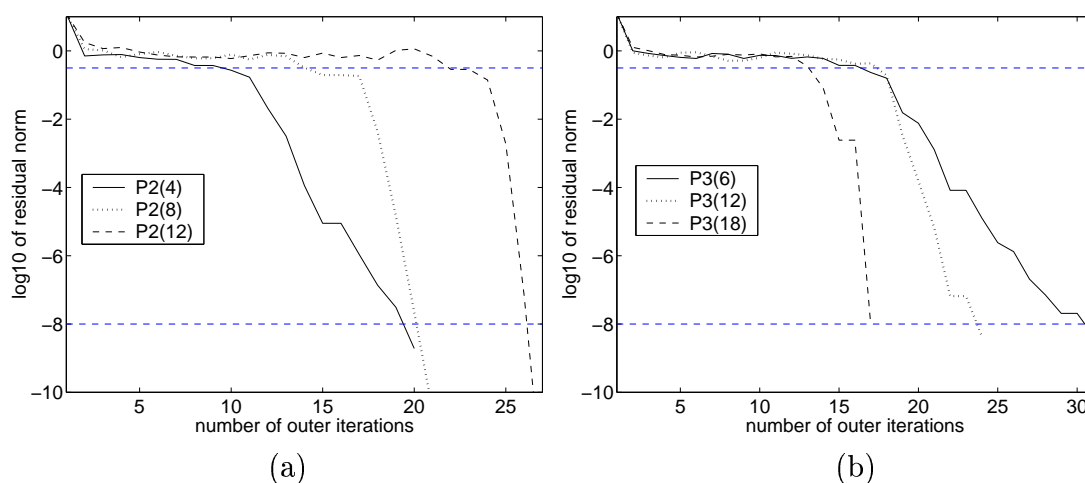 0
−2
−4
−6
−8
−10
log10 of residual norm
P2(4)
P2(8)
P2(12)
5
10
15
20
25
number of outer iterations
(a)
0
−2
−4
−6
−8
−10
log10 of residual norm
P3(6)
P3(12)
P3(18)
5
10
15
20
25
30
number of outer iterations
(b)